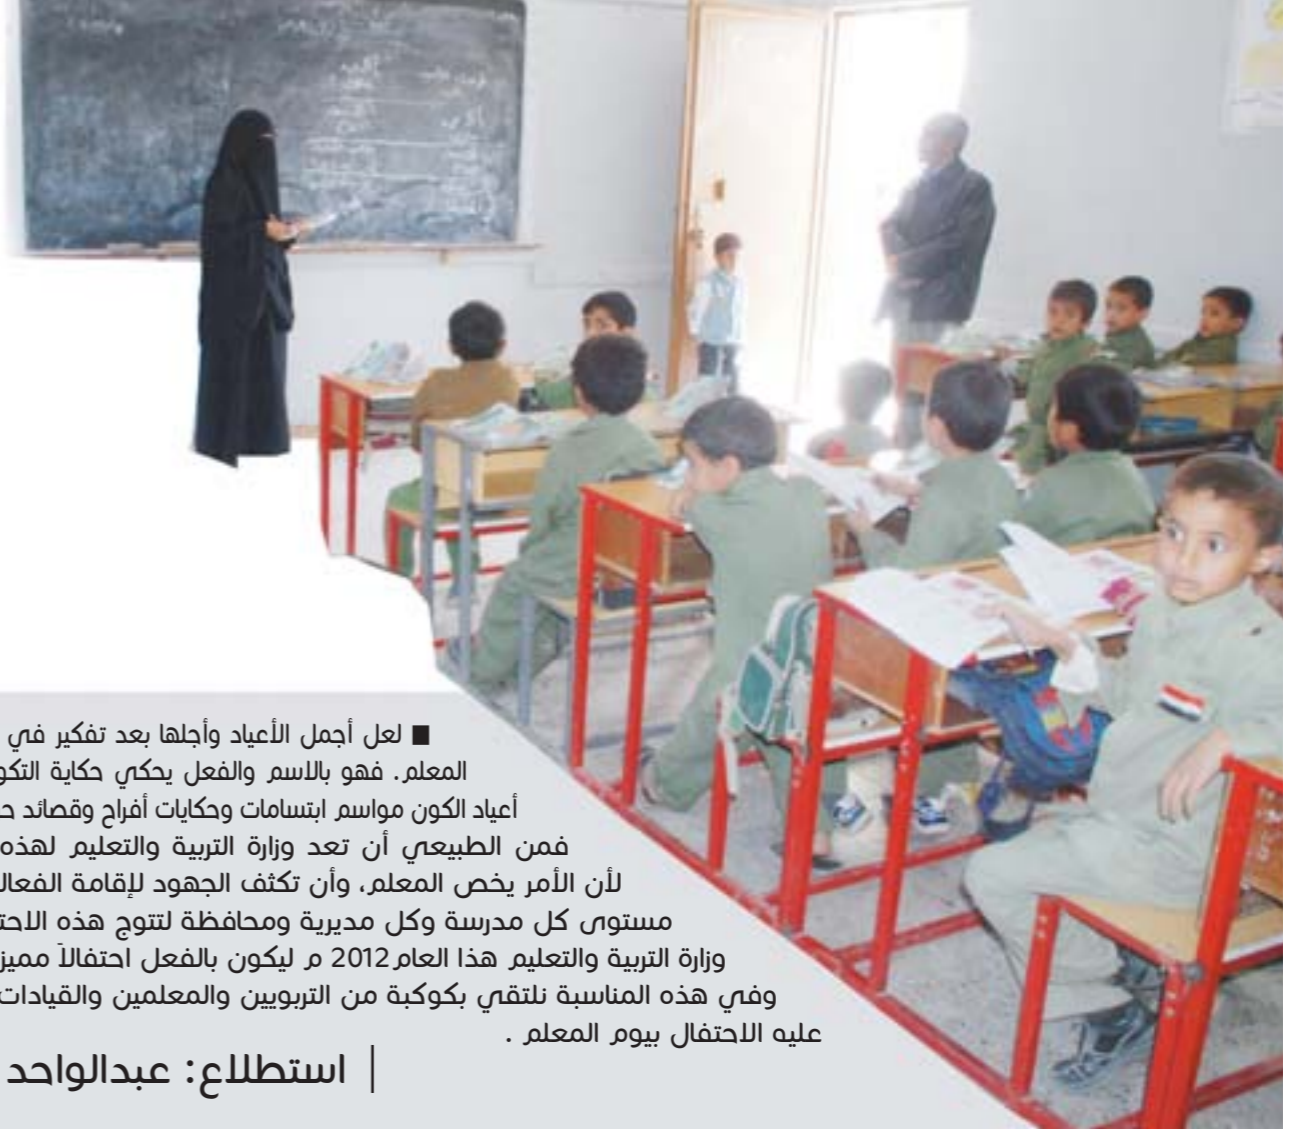 ■ لعل أجمل الأعياد وأجلها بعد تفكير في
المعلم. فهو بالاسم والفعل يحكي حكاية التكو
أعياد الكون مواسم ابتسامات وحكايات أفراح وقصائد حـ
فمن الطبيعي أن تعد وزارة التربية والتعليم لهذه
لأن الأمر يخص المعلم، وأن تكثف الجهود لإقامة الفعالـ
مستوى كل مدرسة وكل مديرية ومحافظة لتتوج هذه الاحتـ
وزارة التربية والتعليم هذا العام 2012 م ليكون بالفعل احتفالاً مميز
وفي هذه المناسبة نلتقي بكوكبة من التربويين والمعلمين والقيادات
عليه الاحتفال بيوم المعلم .
استطلاع: عبدالواحد